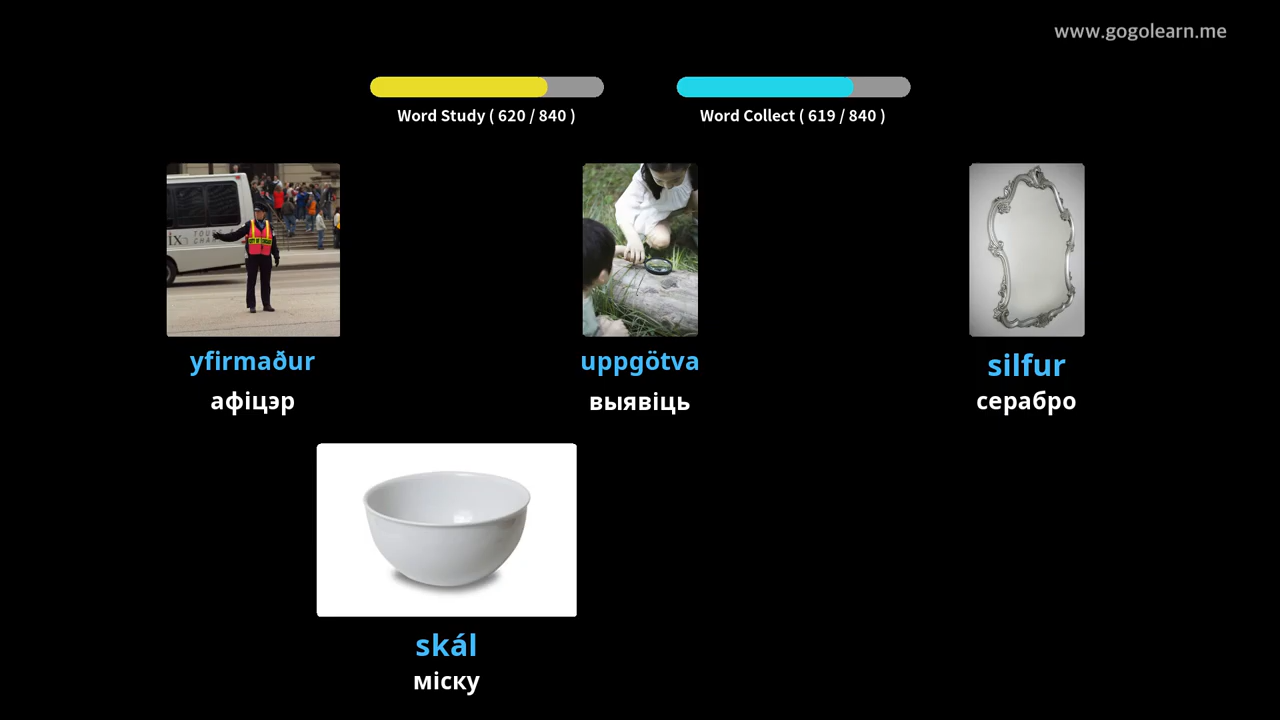 www.gogolearn.me
Word Study ( 620 / 840 )
Word Collect ( 619 / 840 )
yfirmaður
uppgötva
silfur
афіцэр
выявіць
серабро
skál
міску